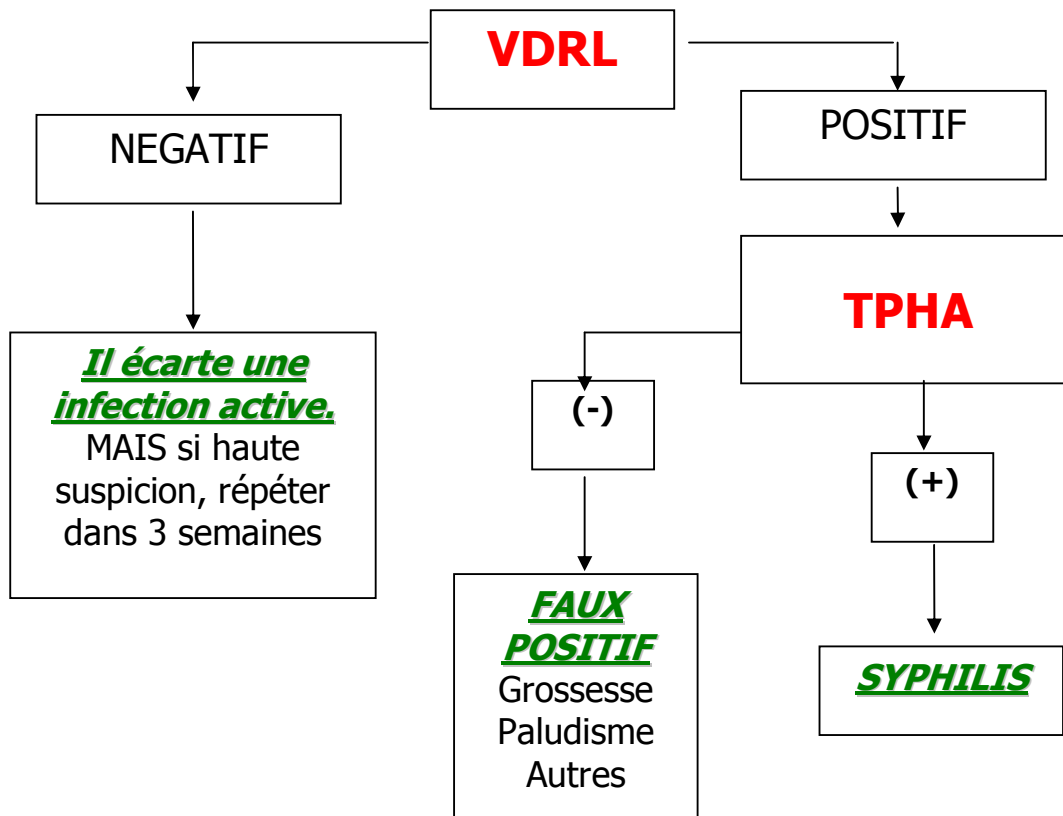 VDRL
NEGATIF
POSITIF
TPHA
Il écarte une
infection active.
MAIS si haute
suspicion, répéter
dans 3 semaines
(-)
(+)
FAUX
POSITIF
Grossesse
Paludisme
Autres
SYPHILIS